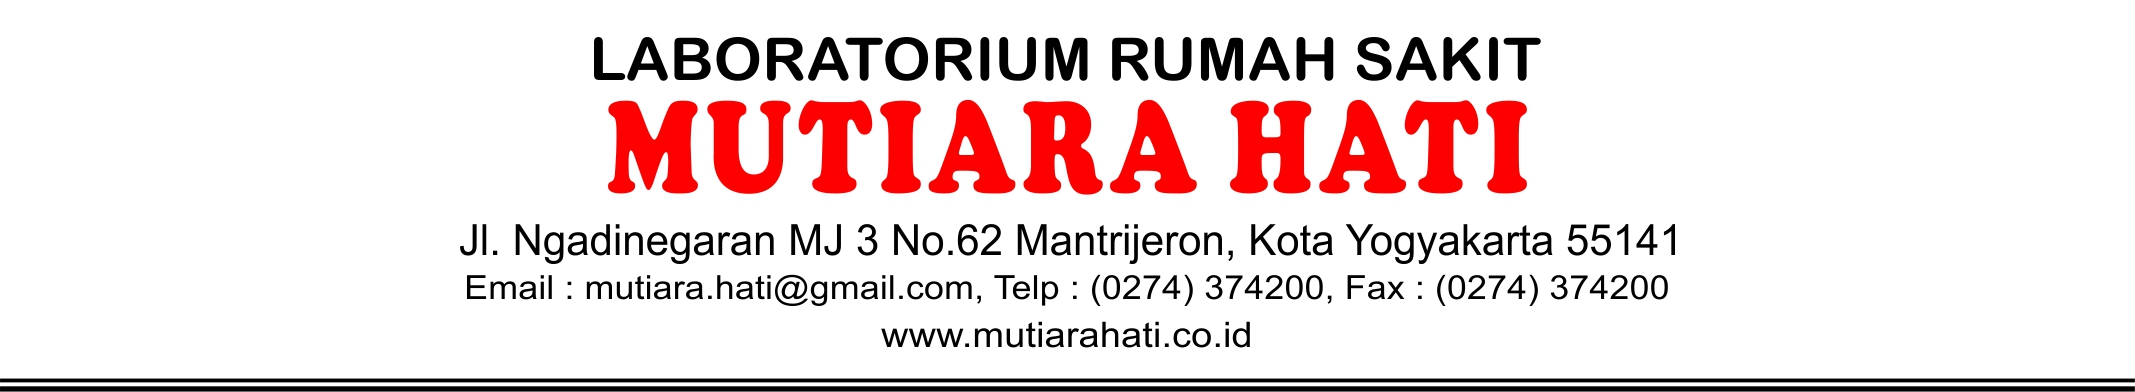 LABORATORIUM RUMAH SAKIT
MUTIARA HATI
Jl. Ngadinegaran MJ 3 No.62 Mantrijeron, Kota Yogyakarta 55141
Email : mutiara.hati@gmail.com, Telp : (0274) 374200, Fax : (0274) 374200
www.mutiarahati.co.id